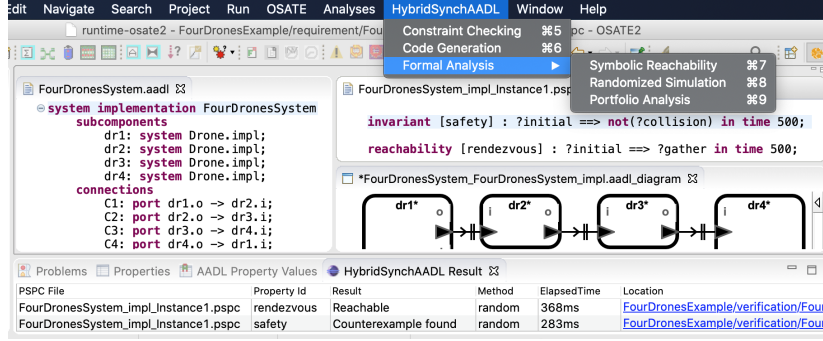 Edit Navigate Search Project Run OSATE Analyses HybridSynchAADL Window Help
runtime-osate2 - FourDronesExample/requirement/Fou
pc - OSATE2
Constraint Checking ⌘5
Code Generation ⌘6
Formal Analysis ▶
Symbolic Reachability ⌘7
Randomized Simulation ⌘8
Portfolio Analysis ⌘9
FourDronesSystem.aadl
system implementation FourDronesSystem
subcomponents
dr1: system Drone.impl;
dr2: system Drone.impl;
dr3: system Drone.impl;
dr4: system Drone.impl;
connections
C1: port dr1.o -> dr2.i;
C2: port dr2.o -> dr3.i;
C3: port dr3.o -> dr4.i;
C4: port dr4.o -> dr1.i;
FourDronesSystem_impl_Instance1.psp
invariant [safety] : ?initial ==> not(?collision) in time 500;
reachability [rendezvous] : ?initial ==> ?gather in time 500;
*FourDronesSystem_FourDronesSystem_impl.aadl_diagram
dr1* dr2* dr3* dr4*
o i o i o i
Problems Properties AADL Property Values HybridSynchAADL Result
PSPC File Property Id Result Method ElapsedTime Location
FourDronesSystem_impl_Instance1.pspc rendezvous Reachable random 368ms FourDronesExample/verification/Fou
FourDronesSystem_impl_Instance1.pspc safety Counterexample found random 283ms FourDronesExample/verification/Fou